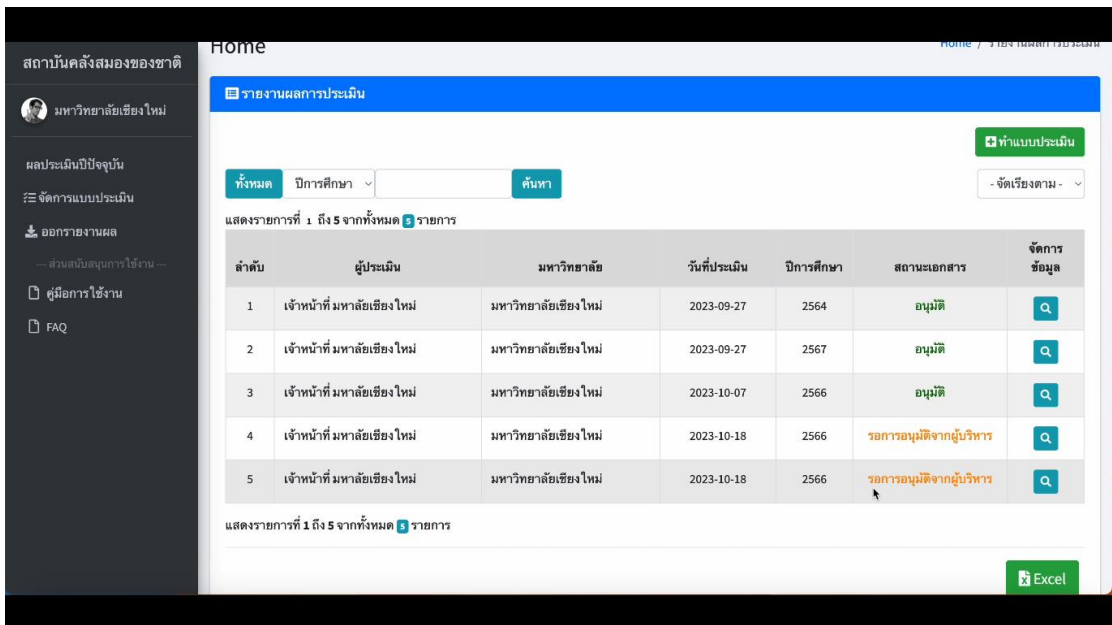 Home
Home / รายงานผลการประเมิน
สถาบันคลังสมองของชาติ
มหาวิทยาลัยเชียงใหม่
ผลประเมินปีปัจจุบัน
จัดการแบบประเมิน
ออกรายงานผล
--- ส่วนสนับสนุนการใช้งาน ---
คู่มือการใช้งาน
FAQ
รายงานผลการประเมิน
ทำแบบประเมิน
ทั้งหมด ปีการศึกษา ค้นหา - จัดเรียงตาม -
แสดงรายการที่ 1 ถึง 5 จากทั้งหมด 5 รายการ
ลำดับ ผู้ประเมิน มหาวิทยาลัย วันที่ประเมิน ปีการศึกษา สถานะเอกสาร จัดการข้อมูล
1 เจ้าหน้าที่ มหาลัยเชียงใหม่ มหาวิทยาลัยเชียงใหม่ 2023-09-27 2564 อนุมัติ
2 เจ้าหน้าที่ มหาลัยเชียงใหม่ มหาวิทยาลัยเชียงใหม่ 2023-09-27 2567 อนุมัติ
3 เจ้าหน้าที่ มหาลัยเชียงใหม่ มหาวิทยาลัยเชียงใหม่ 2023-10-07 2566 อนุมัติ
4 เจ้าหน้าที่ มหาลัยเชียงใหม่ มหาวิทยาลัยเชียงใหม่ 2023-10-18 2566 รอการอนุมัติจากผู้บริหาร
5 เจ้าหน้าที่ มหาลัยเชียงใหม่ มหาวิทยาลัยเชียงใหม่ 2023-10-18 2566 รอการอนุมัติจากผู้บริหาร
แสดงรายการที่ 1 ถึง 5 จากทั้งหมด 5 รายการ
Excel